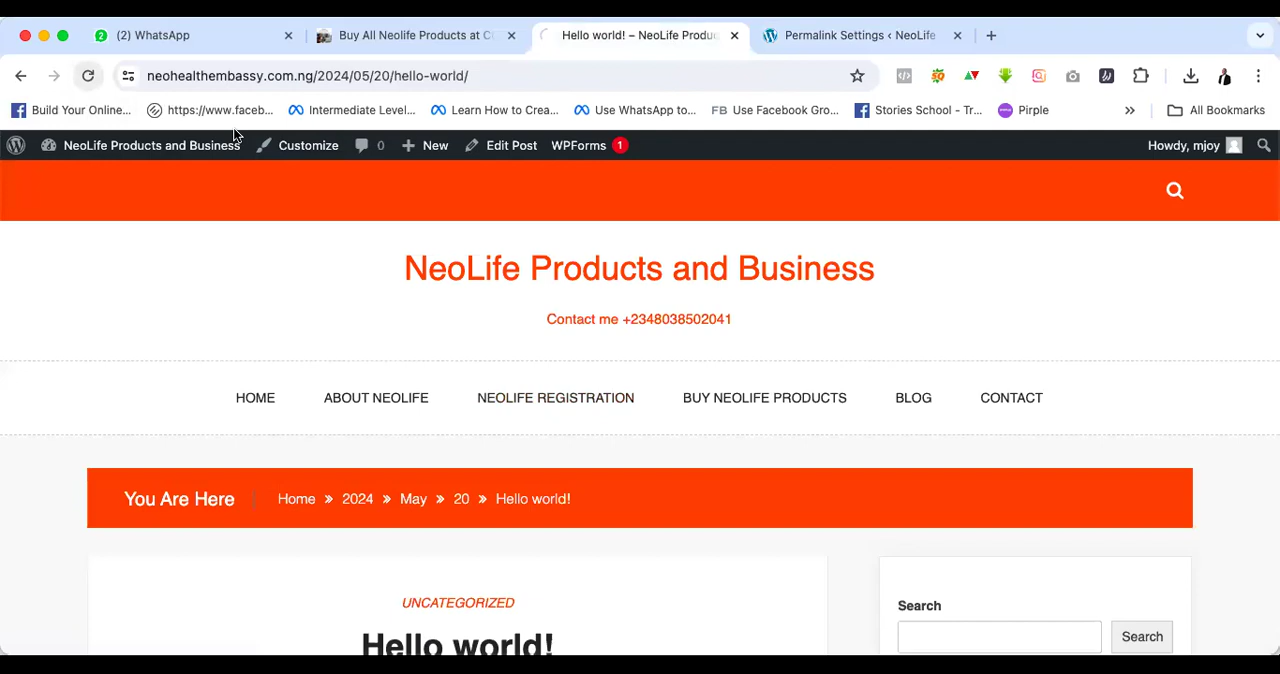 (2) WhatsApp
Buy All Neolife Products at C
Hello world! – NeoLife Produc
Permalink Settings ‹ NeoLife
neohealthembassy.com.ng/2024/05/20/hello-world/
Build Your Online...
https://www.faceb...
Intermediate Level...
Learn How to Crea...
Use WhatsApp to...
FB Use Facebook Gro...
Stories School - Tr...
Pirple
»
All Bookmarks
NeoLife Products and Business
Customize
0
New
Edit Post
WPForms 1
Howdy, mjoy
NeoLife Products and Business
Contact me +2348038502041
HOME
ABOUT NEOLIFE
NEOLIFE REGISTRATION
BUY NEOLIFE PRODUCTS
BLOG
CONTACT
You Are Here
Home » 2024 » May » 20 » Hello world!
UNCATEGORIZED
Hello world!
Search
Search